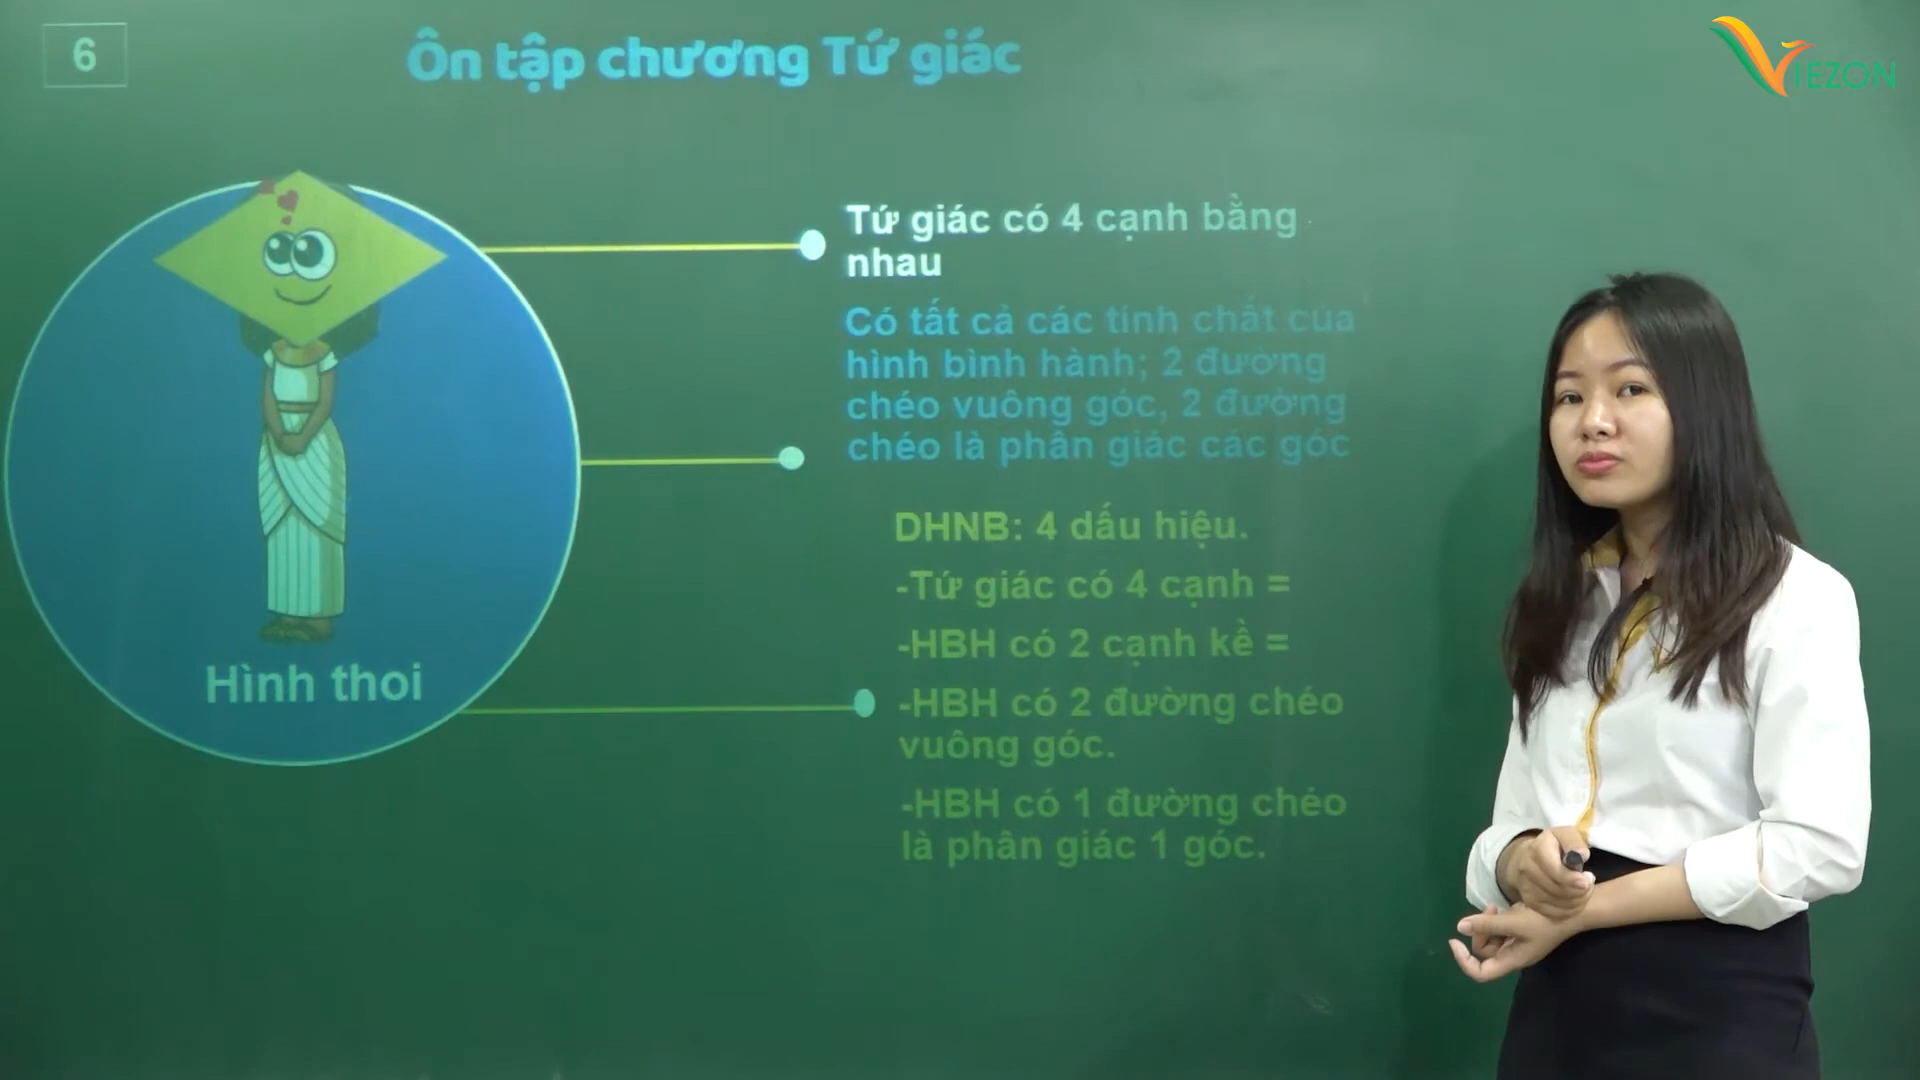 6
Ôn tập chương Tứ giác
VIEZON
Tứ giác có 4 cạnh bằng
nhau
Có tất cả các tính chất của
hình bình hành; 2 đường
chéo vuông góc, 2 đường
chéo là phân giác các góc
DHNB: 4 dấu hiệu.
-Tứ giác có 4 cạnh =
-HBH có 2 cạnh kề =
-HBH có 2 đường chéo
vuông góc.
-HBH có 1 đường chéo
là phân giác 1 góc.
Hình thoi